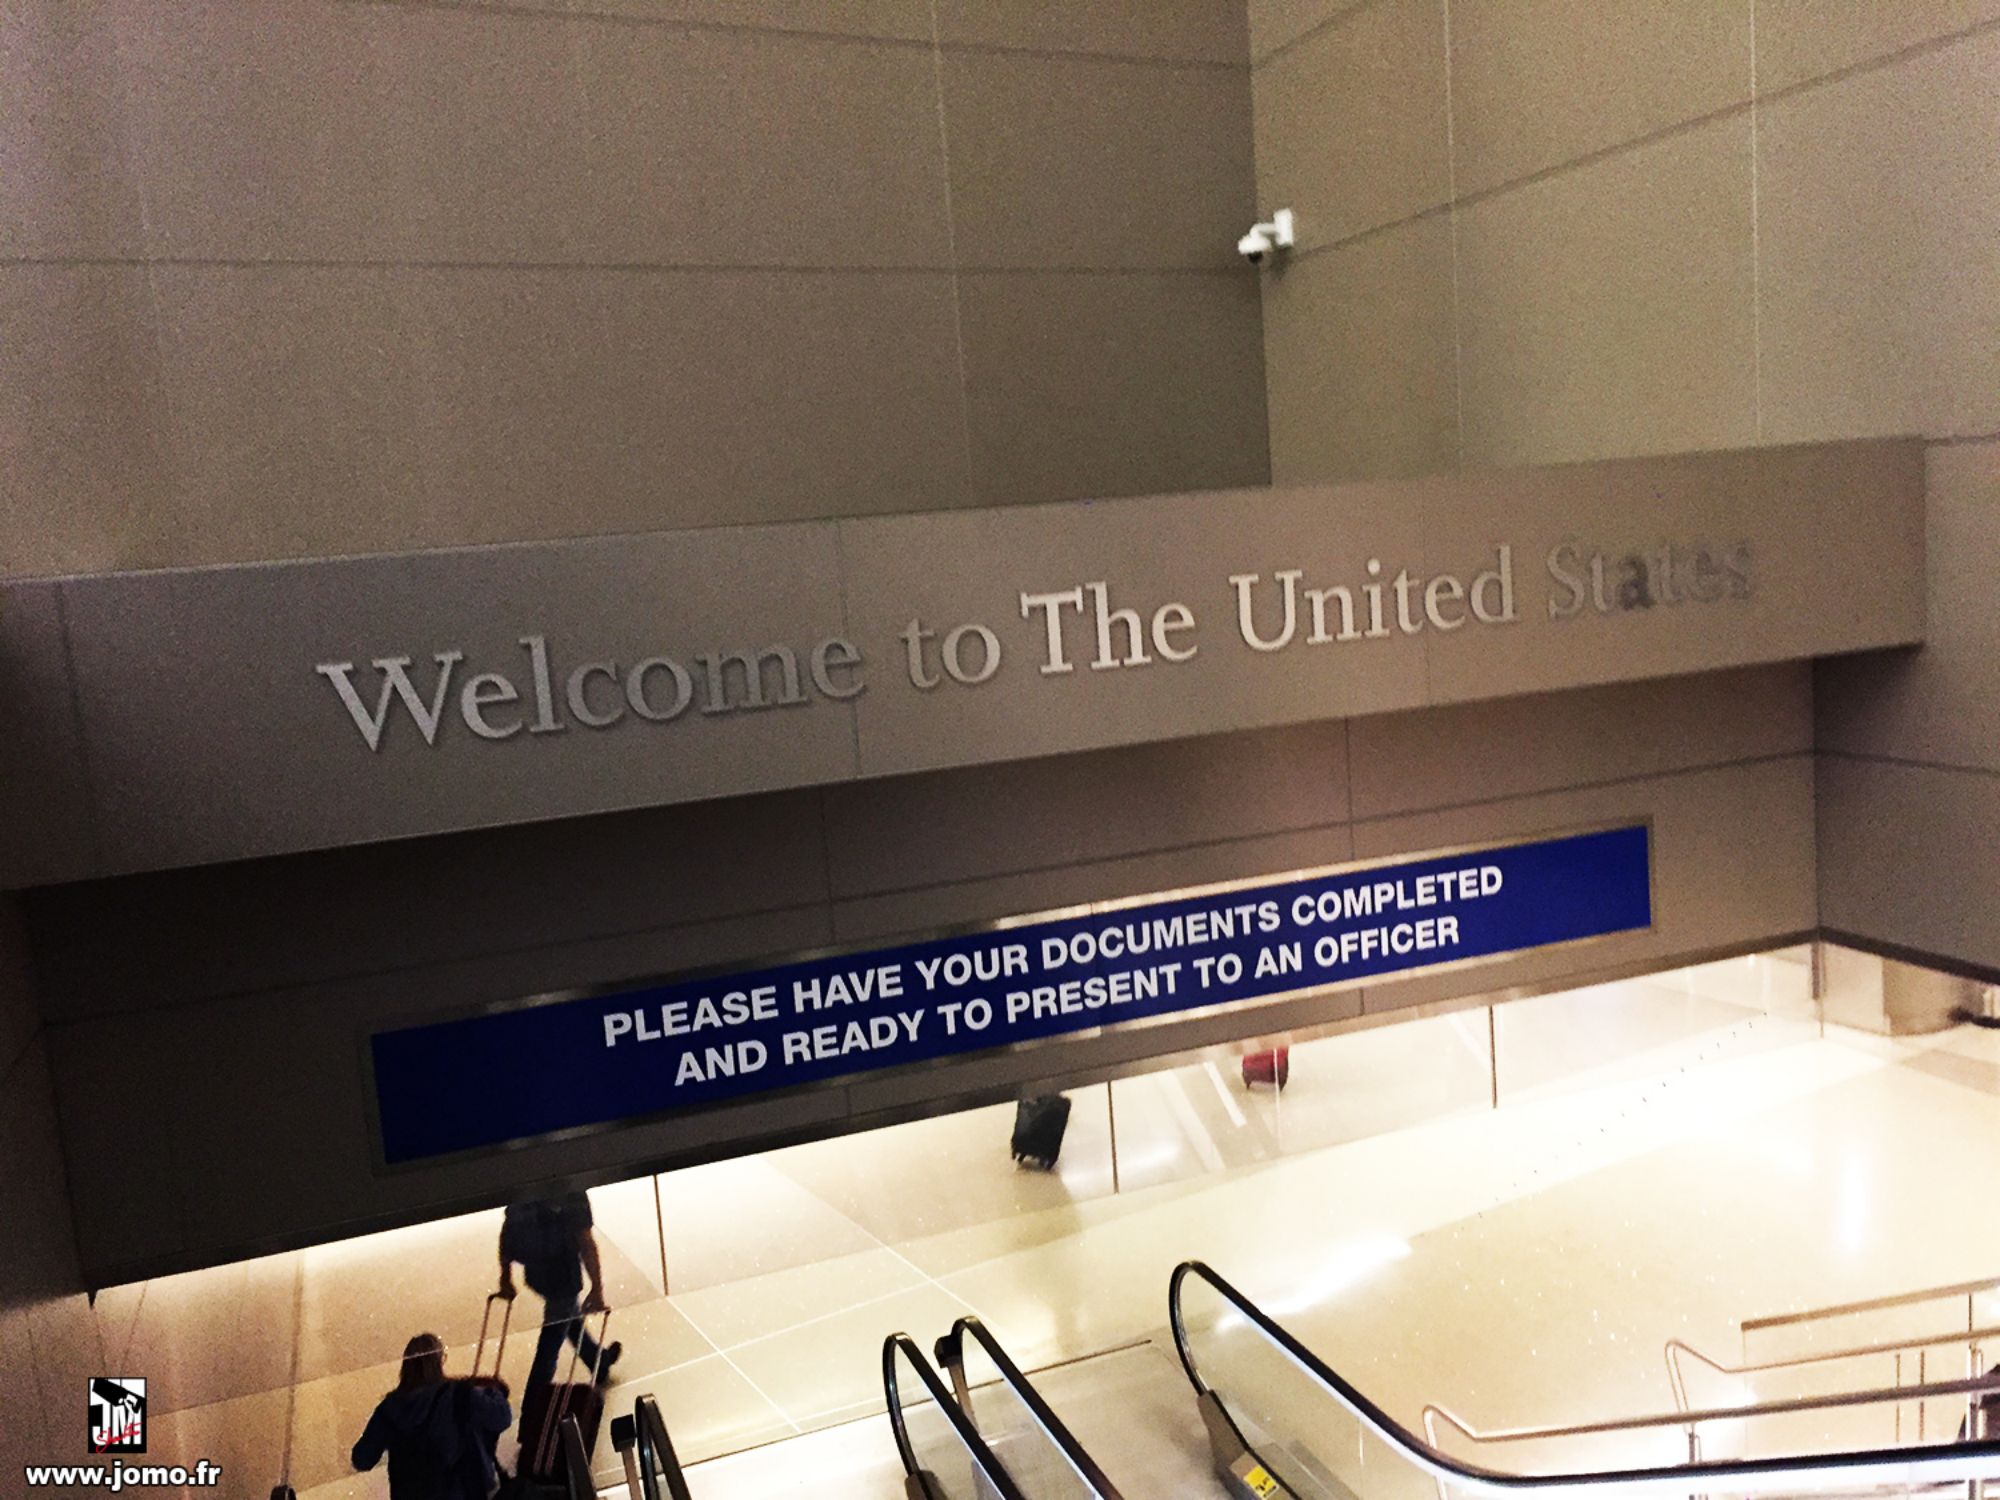 Welcome to The United States
PLEASE HAVE YOUR DOCUMENTS COMPLETED
AND READY TO PRESENT TO AN OFFICER
JM
www.jomo.fr